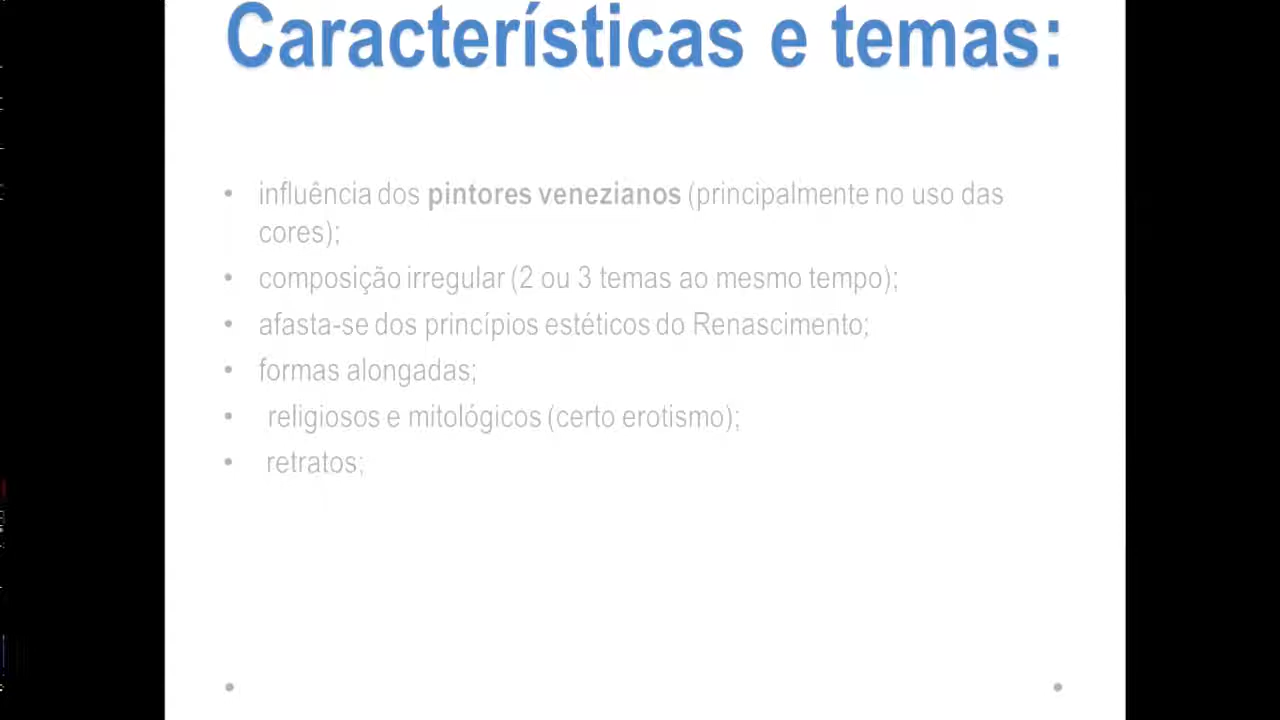 Características e temas:
• influência dos pintores venezianos (principalmente no uso das
cores);
• composição irregular (2 ou 3 temas ao mesmo tempo);
• afasta-se dos princípios estéticos do Renascimento;
• formas alongadas;
• religiosos e mitológicos (certo erotismo);
• retratos;